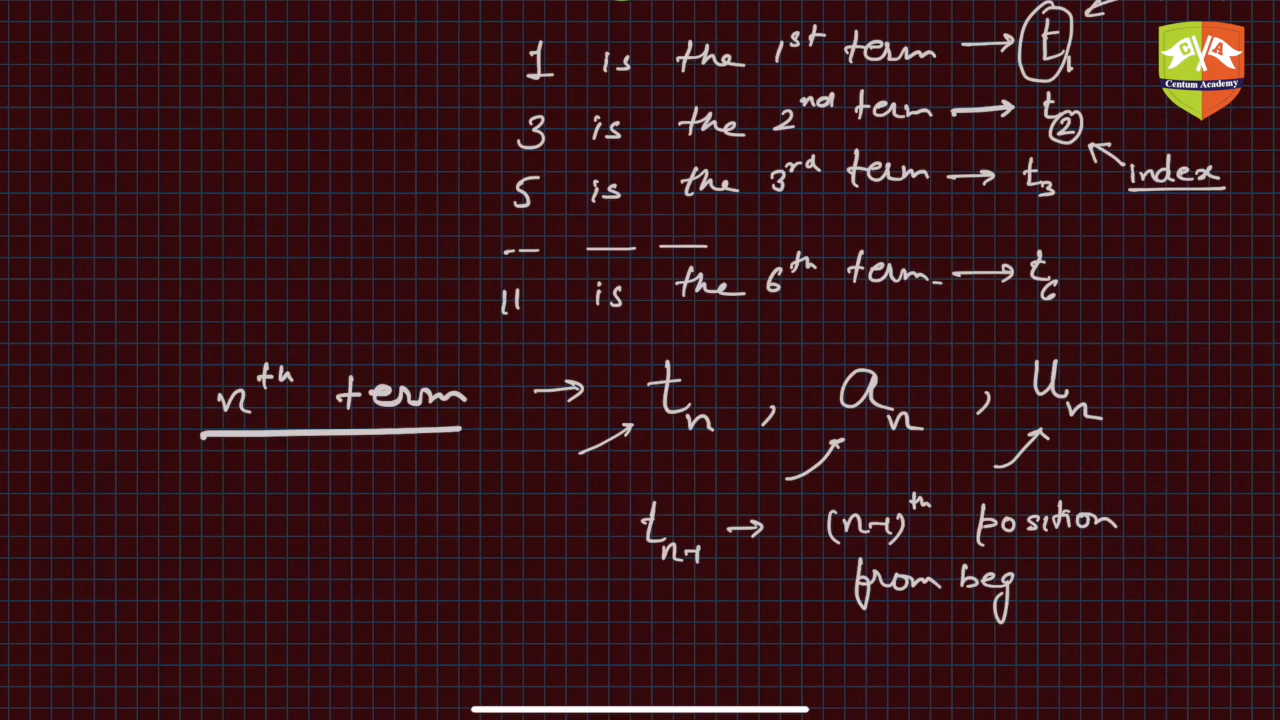 1 is the 1st term → t1
C A
Centum Academy
3 is the 2nd term → t2
index
5 is the 3rd term → t3
11 is the 6th term. → t6
nth term → tn , an , un
tn-1 → (n-1)th position
from beg